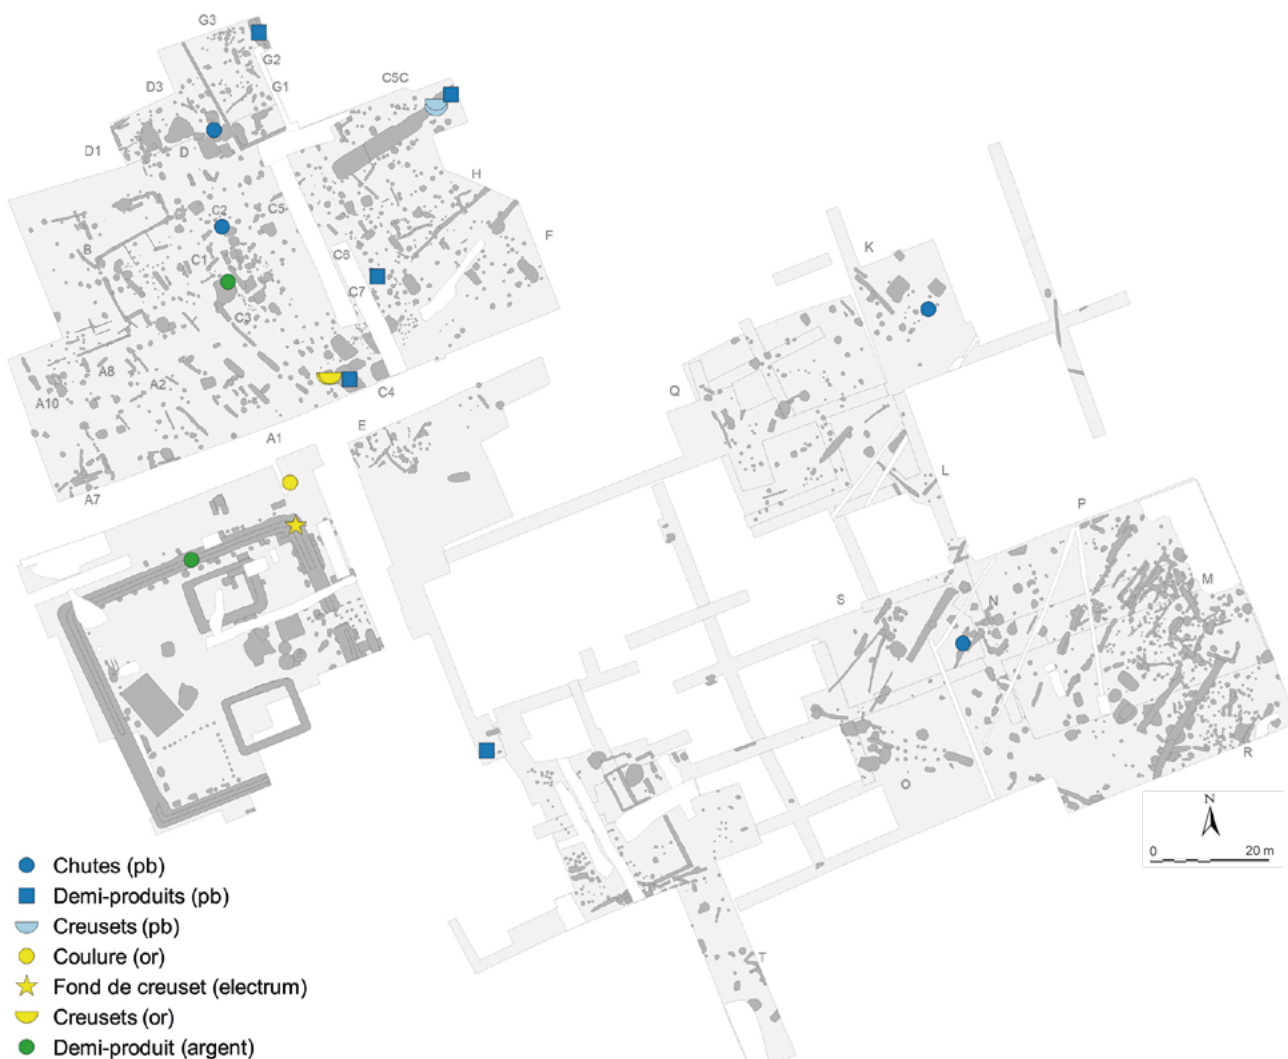 G3
G2
G1
D3
D1
D
C5C
H
F
C2
C5
B
C1
C6
C7
C3
A8
A2
A10
C4
A1
E
A7
K
Q
L
P
M
S
N
O
R
T
N
0 20 m
Chutes (pb)
Demi-produits (pb)
Creusets (pb)
Coulure (or)
Fond de creuset (electrum)
Creusets (or)
Demi-produit (argent)